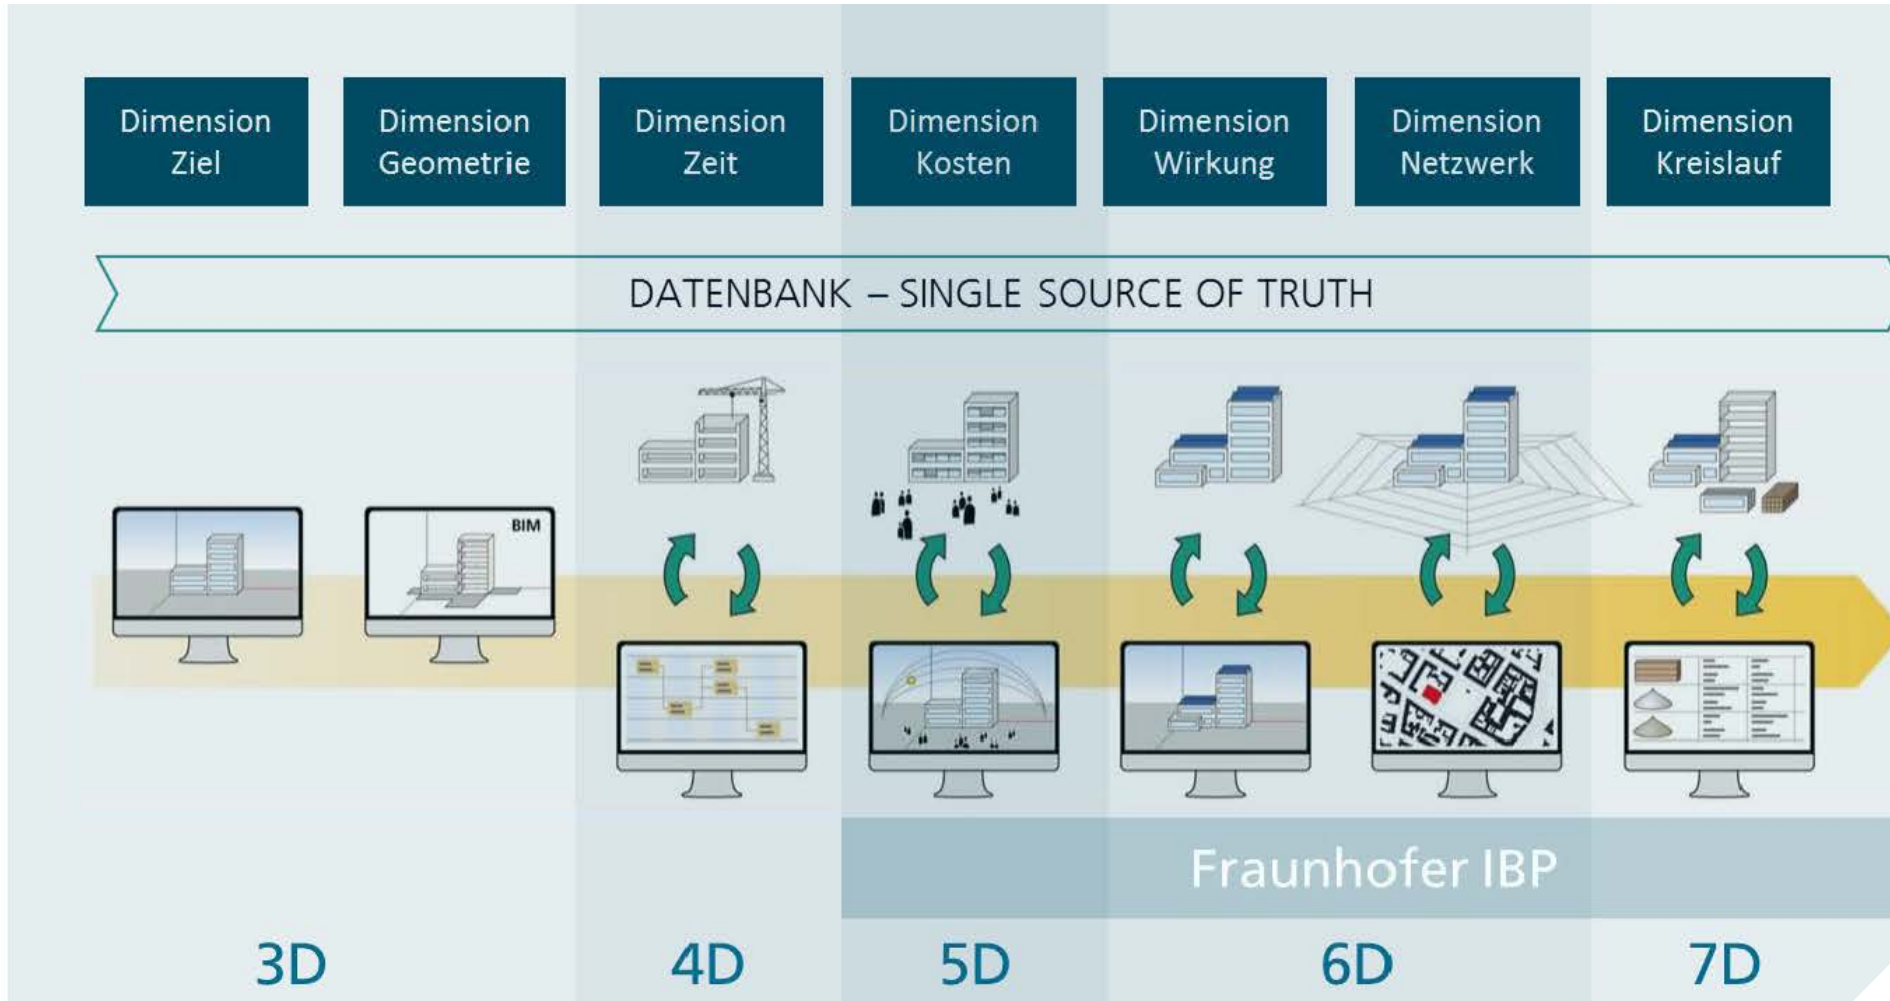 Dimension
Ziel
Dimension
Geometrie
Dimension
Zeit
Dimension
Kosten
Dimension
Wirkung
Dimension
Netzwerk
Dimension
Kreislauf
DATENBANK – SINGLE SOURCE OF TRUTH
BIM
Fraunhofer IBP
3D
4D
5D
6D
7D